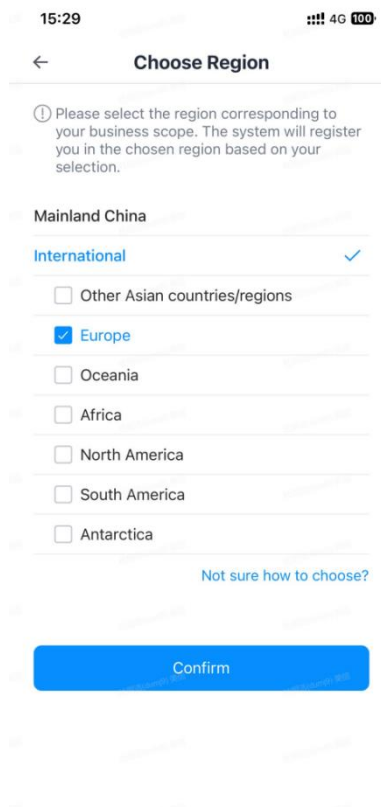 15:29
4G 100
Choose Region
Please select the region corresponding to
your business scope. The system will register
you in the chosen region based on your
selection.
Mainland China
International
Other Asian countries/regions
Europe
Oceania
Africa
North America
South America
Antarctica
Not sure how to choose?
Confirm